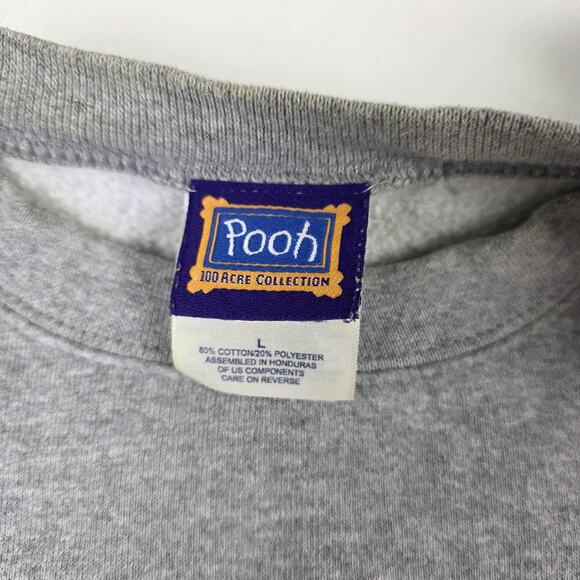 Pooh
100 ACRE COLLECTION
L
80% COTTON/20% POLYESTER
ASSEMBLED IN HONDURAS
OF US COMPONENTS
CARE ON REVERSE